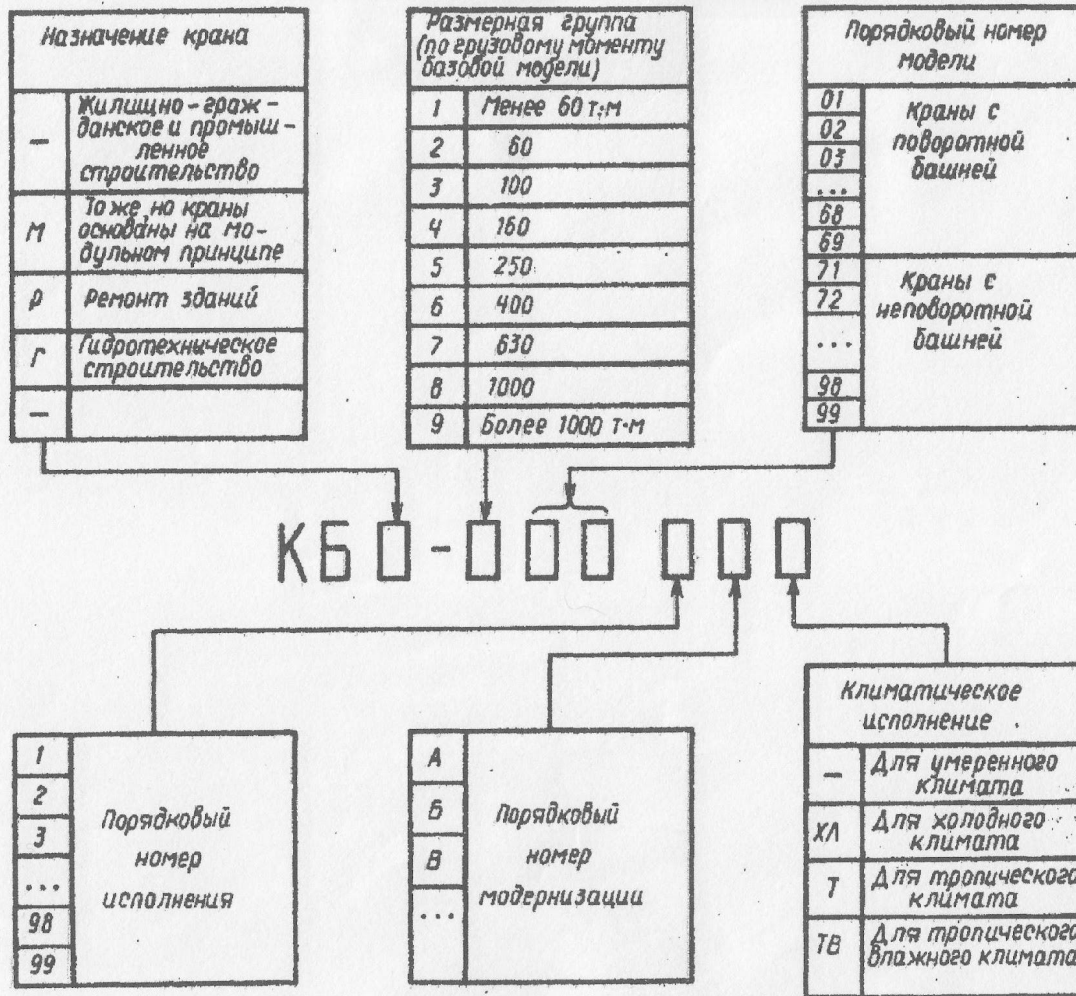 Назначение крана
— Жилищно-граж-
данское и промыш-
ленное
строительство
М То же, но краны
основаны на мо-
дульном принципе
Р Ремонт зданий
Г Гидротехническое
строительство
—
Размерная группа
(по грузовому моменту
базовой модели)
1 Менее 60 т·м
2 60
3 100
4 160
5 250
6 400
7 630
8 1000
9 Более 1000 т·м
Порядковый номер
модели
01
02
03
...
68
69
Краны с
поворотной
башней
71
72
...
98
99
Краны с
неповоротной
башней
КБ -
1
2
3
...
98
99
Порядковый
номер
исполнения
А
Б
В
...
Порядковый
номер
модернизации
Климатическое
исполнение
— Для умеренного
климата
ХЛ Для холодного
климата
Т Для тропического
климата
ТВ Для тропического
влажного климата